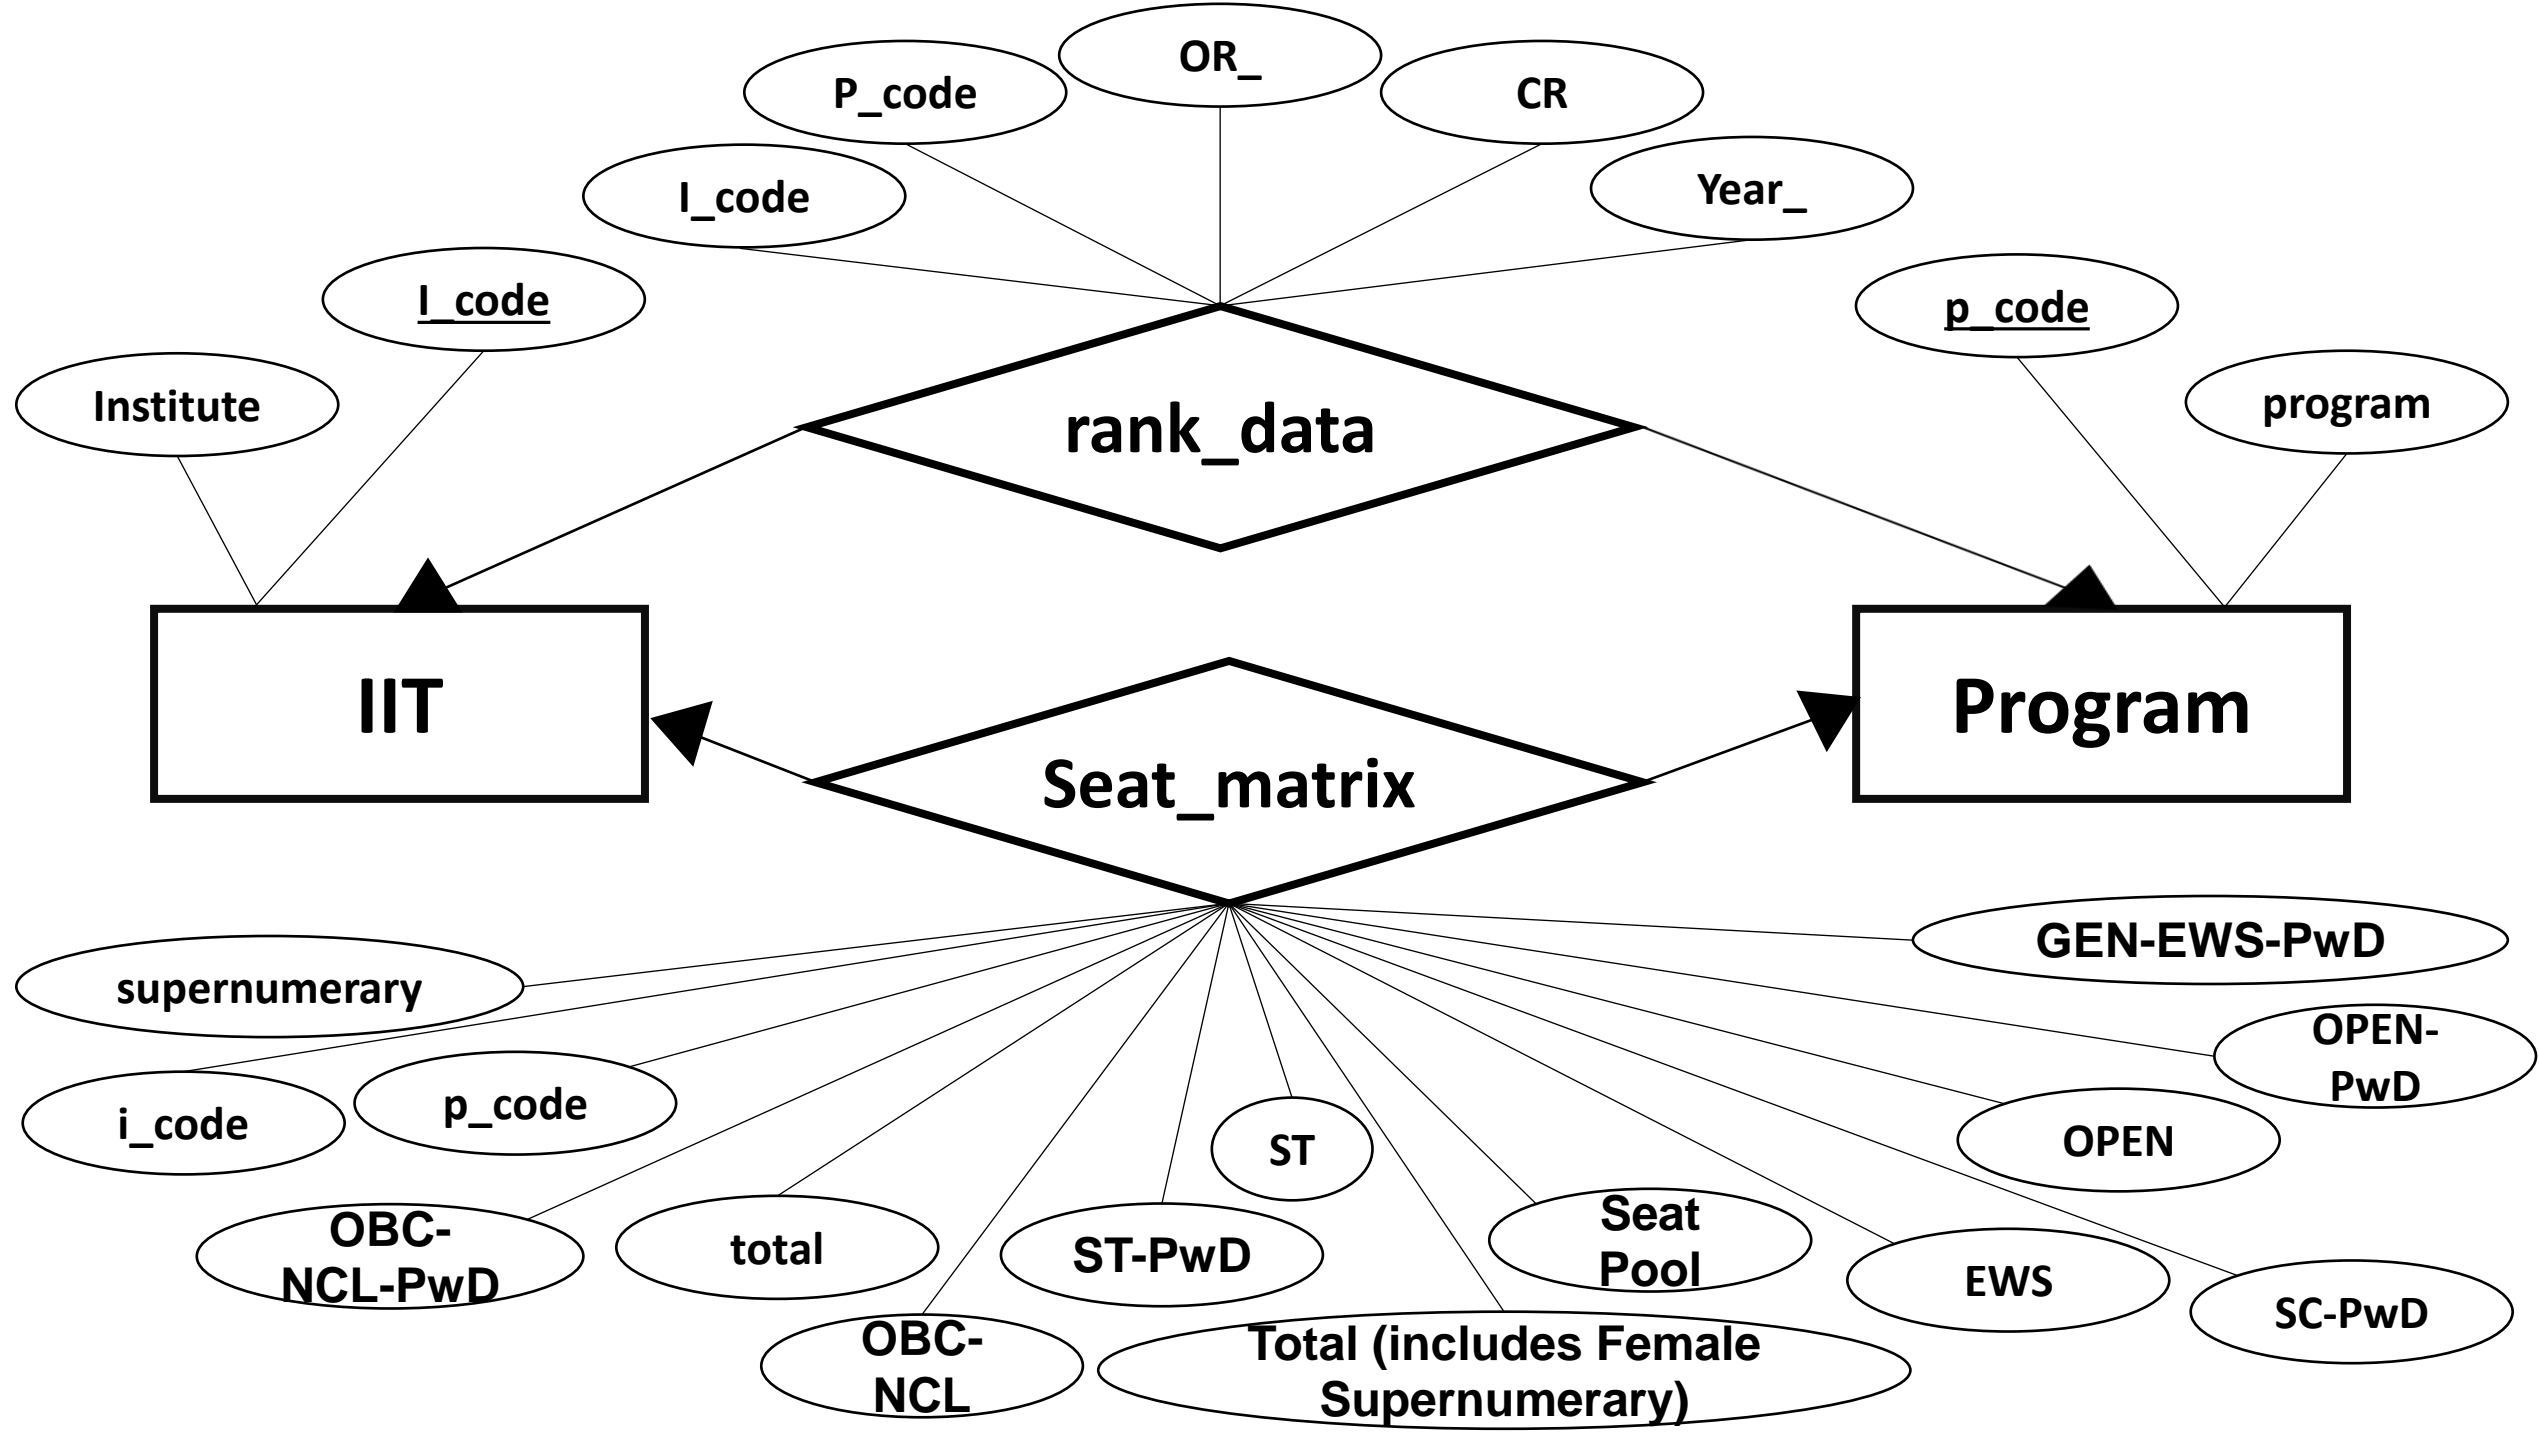 OR_
P_code
CR
I_code
Year_
I_code
p_code
Institute
program
rank_data
IIT
Program
Seat_matrix
GEN-EWS-PwD
supernumerary
OPEN-
PwD
i_code
p_code
ST
OPEN
OBC-
NCL-PwD
total
ST-PwD
Seat
Pool
EWS
SC-PwD
OBC-
NCL
Total (includes Female
Supernumerary)